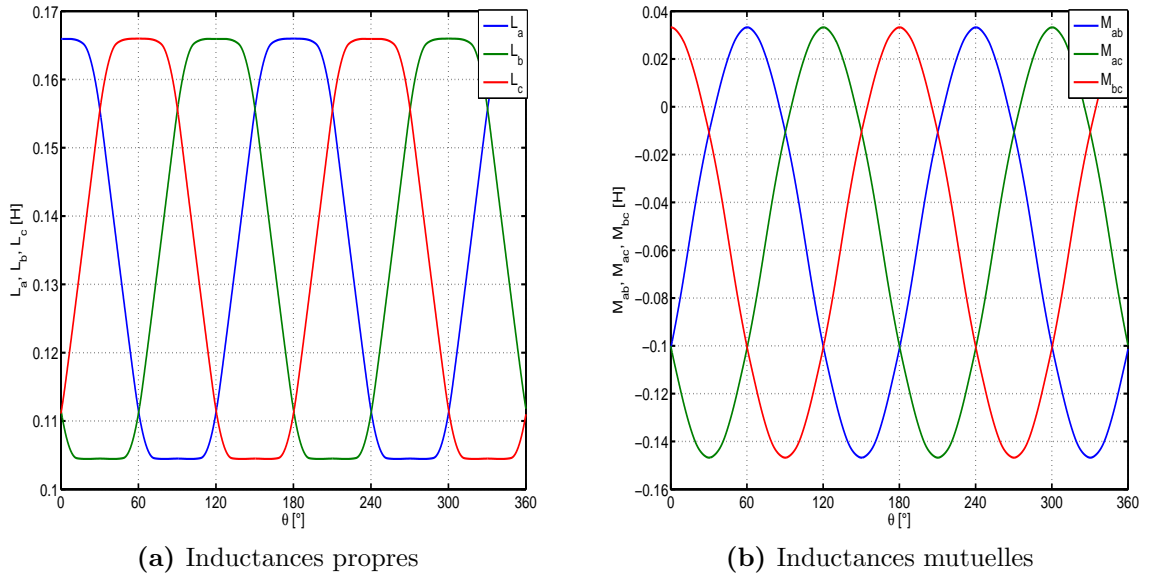 0.17
0.16
0.15
0.14
0.13
0.12
0.11
0.1
L_a, L_b, L_c [H]
0 60 120 180 240 300 360
θ [°]
L_a
L_b
L_c
(a) Inductances propres
0.04
0.02
0
−0.02
−0.04
−0.06
−0.08
−0.1
−0.12
−0.14
−0.16
M_ab, M_ac, M_bc [H]
0 60 120 180 240 300 360
θ [°]
M_ab
M_ac
M_bc
(b) Inductances mutuelles